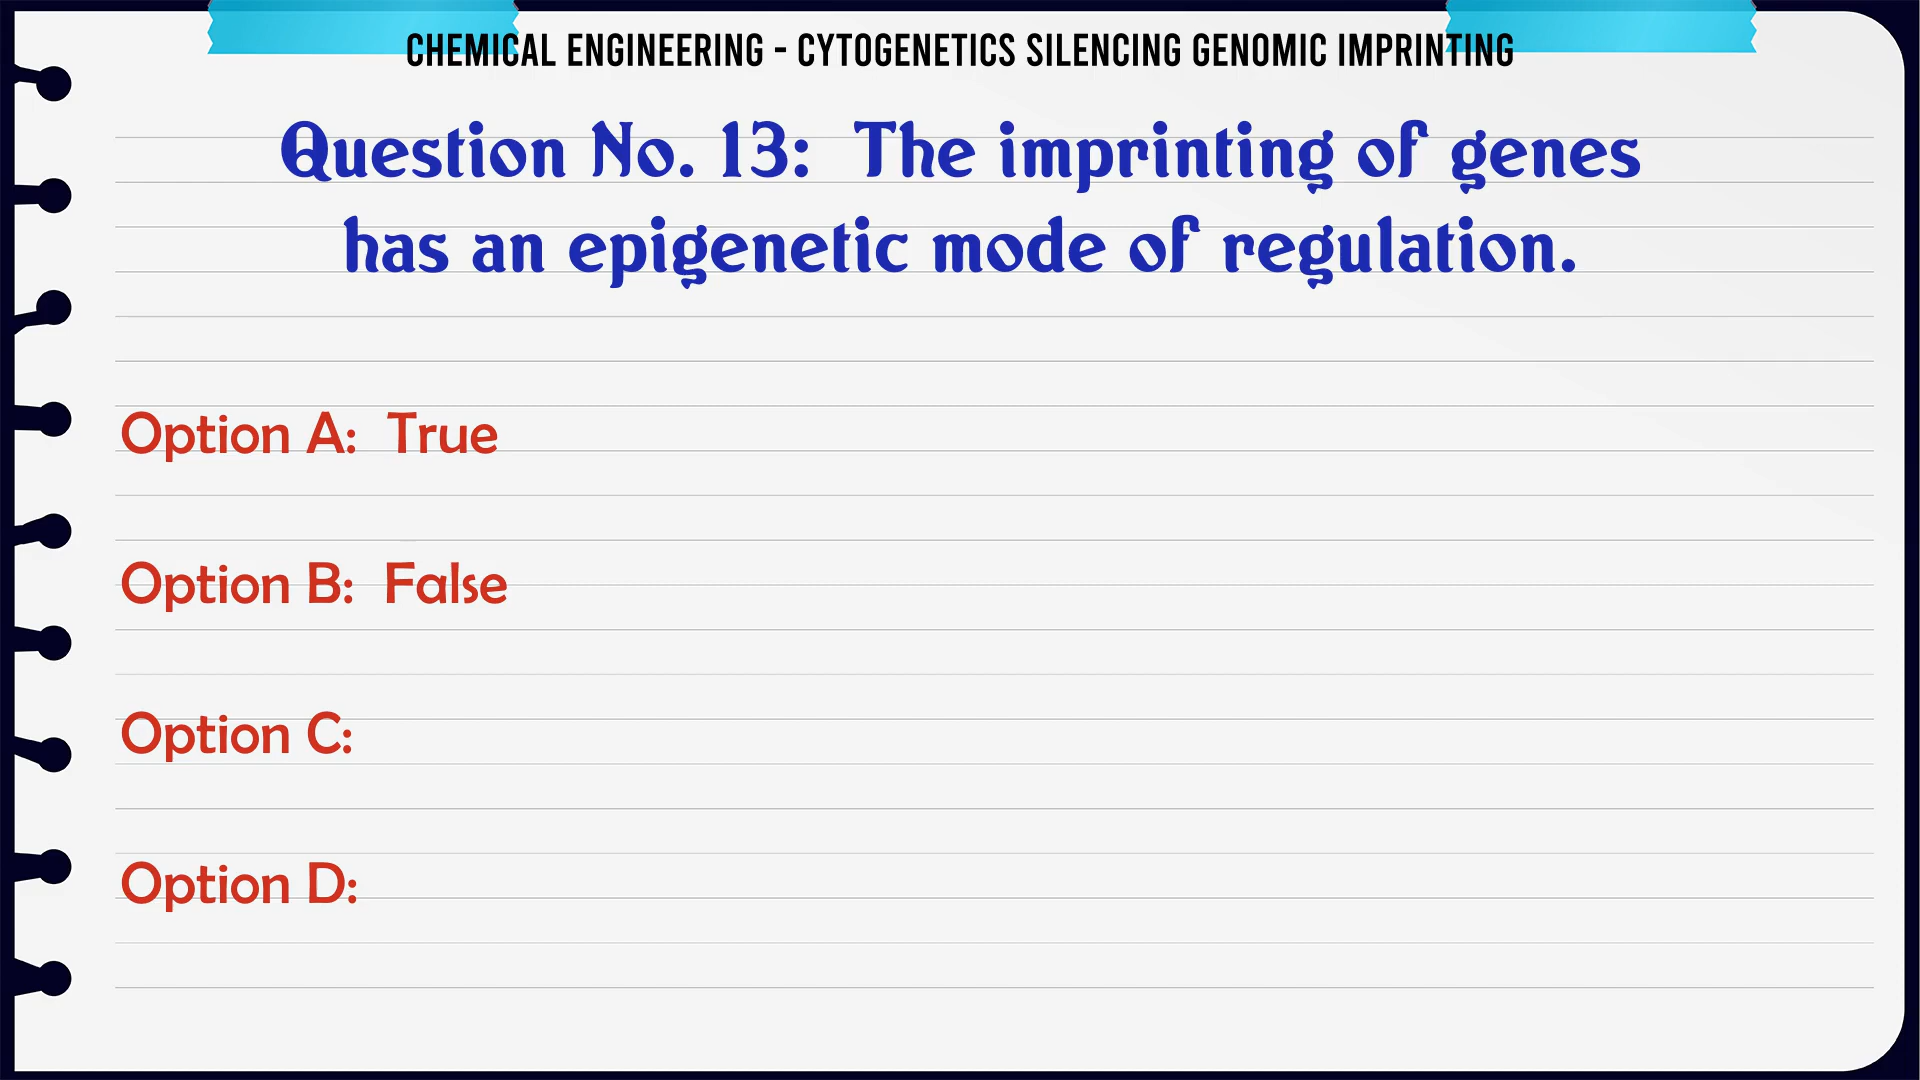 CHEMICAL ENGINEERING - CYTOGENETICS SILENCING GENOMIC IMPRINTING
Question No. 13: The imprinting of genes
has an epigenetic mode of regulation.
Option A: True
Option B: False
Option C:
Option D: